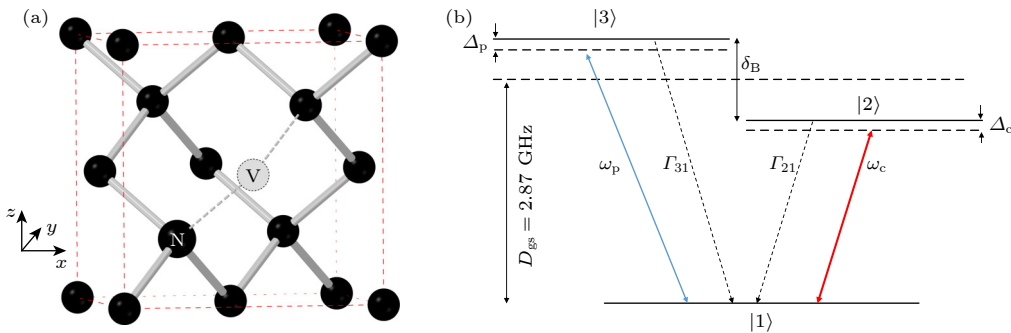 (a)
V
N
z
y
x
(b)
|3⟩
Δp
δB
|2⟩
Δc
Dgs = 2.87 GHz
ωp
Γ31
Γ21
ωc
|1⟩